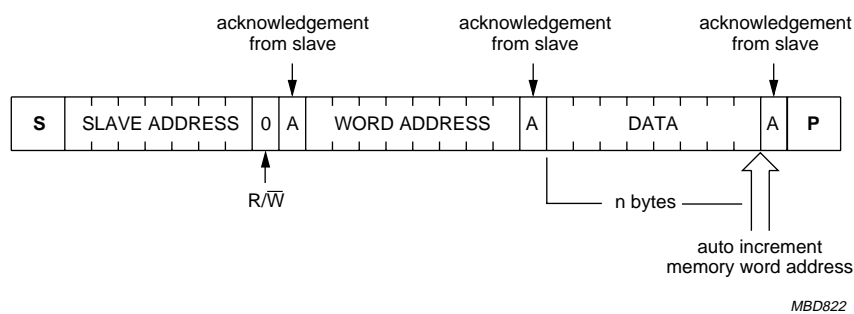 acknowledgement
from slave
acknowledgement
from slave
acknowledgement
from slave
S SLAVE ADDRESS 0 A WORD ADDRESS A DATA A P
R/W̅
n bytes
auto increment
memory word address
MBD822